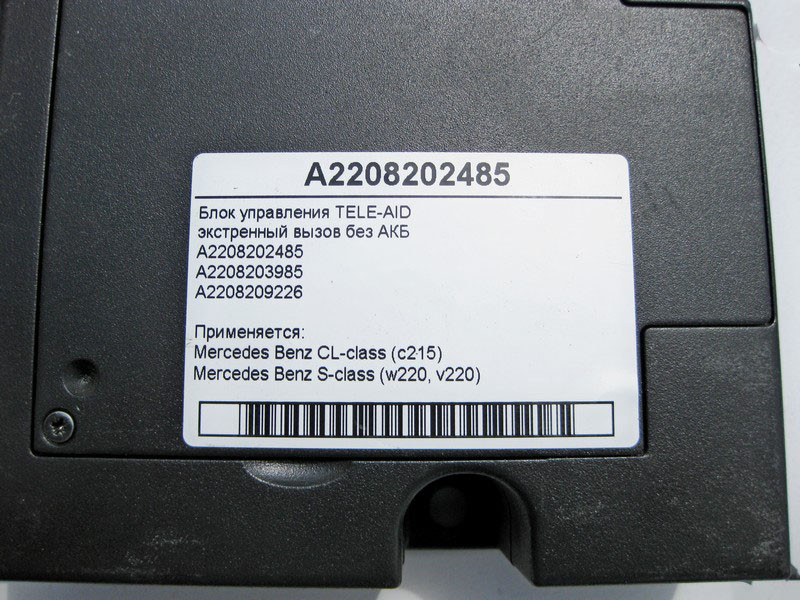 A2208202485
Блок управления TELE-AID
экстренный вызов без АКБ
A2208202485
A2208203985
A2208209226
Применяется:
Mercedes Benz CL-class (c215)
Mercedes Benz S-class (w220, v220)